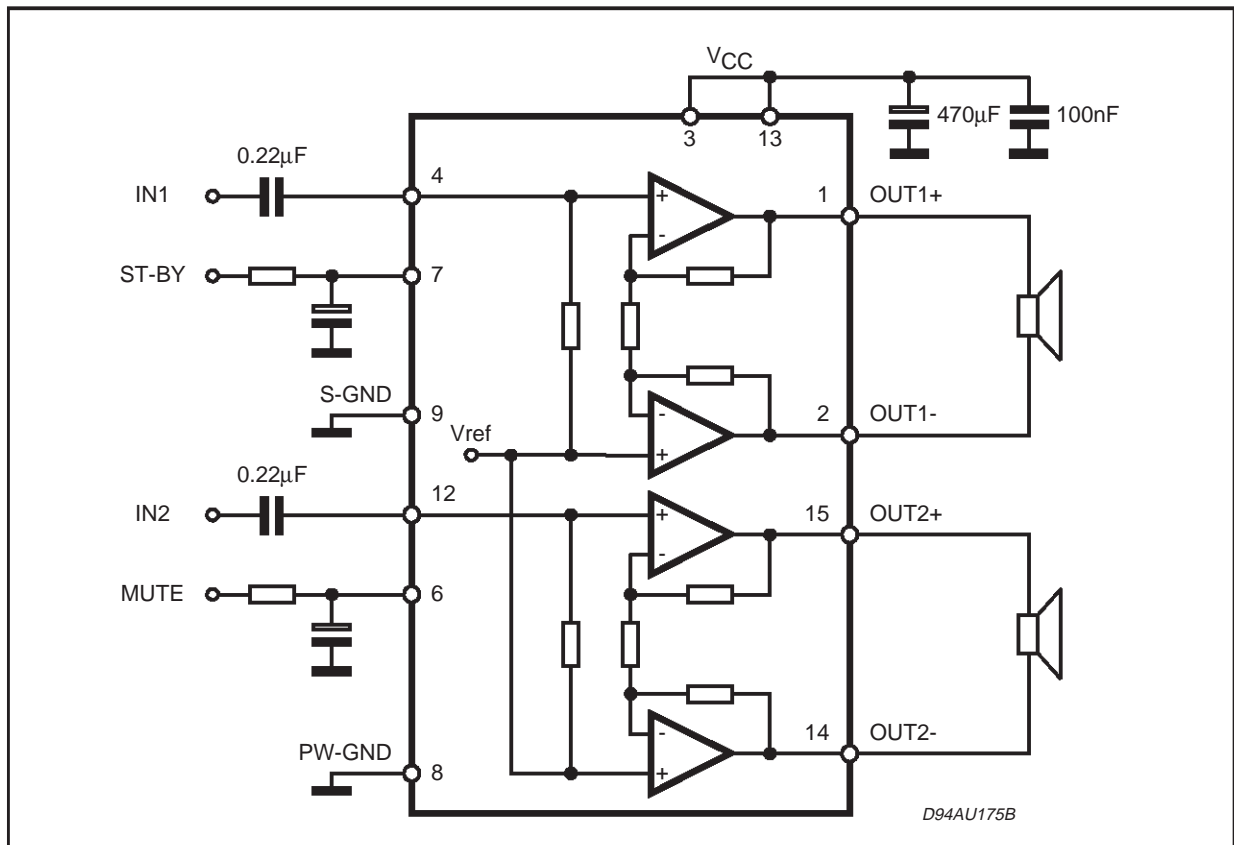 VCC
470µF
100nF
3
13
0.22µF
IN1
4
1
OUT1+
+
-
ST-BY
7
S-GND
9
2
OUT1-
-
+
Vref
0.22µF
IN2
12
15
OUT2+
+
-
MUTE
6
PW-GND
8
14
OUT2-
-
+
D94AU175B